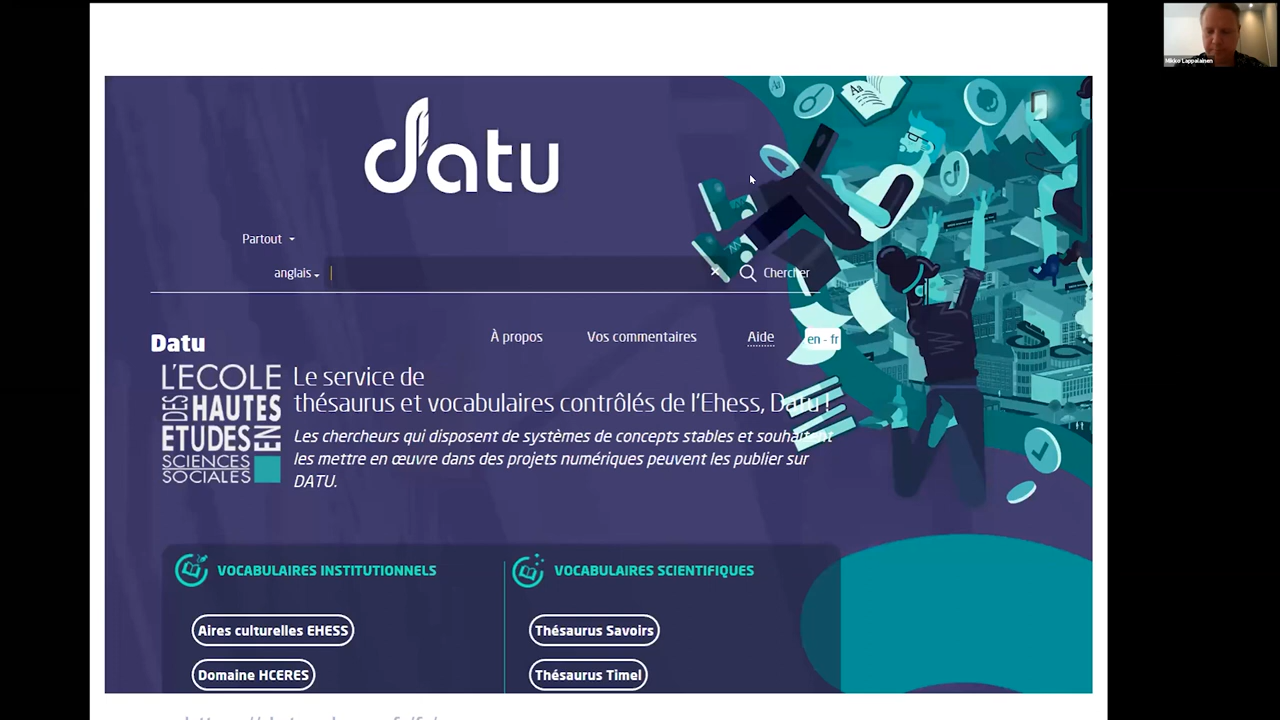 Mikko Lappalainen
datu
Partout
anglais
Chercher
À propos
Vos commentaires
Aide
en - fr
Datu
L'ECOLE
DES HAUTES
ETUDES EN
SCIENCES
SOCIALES
Le service de
thésaurus et vocabulaires contrôlés de l'Ehess, Datu !
Les chercheurs qui disposent de systèmes de concepts stables et souhaitent
les mettre en œuvre dans des projets numériques peuvent les publier sur
DATU.
VOCABULAIRES INSTITUTIONNELS
VOCABULAIRES SCIENTIFIQUES
Aires culturelles EHESS
Thésaurus Savoirs
Domaine HCERES
Thésaurus Timel
Aa